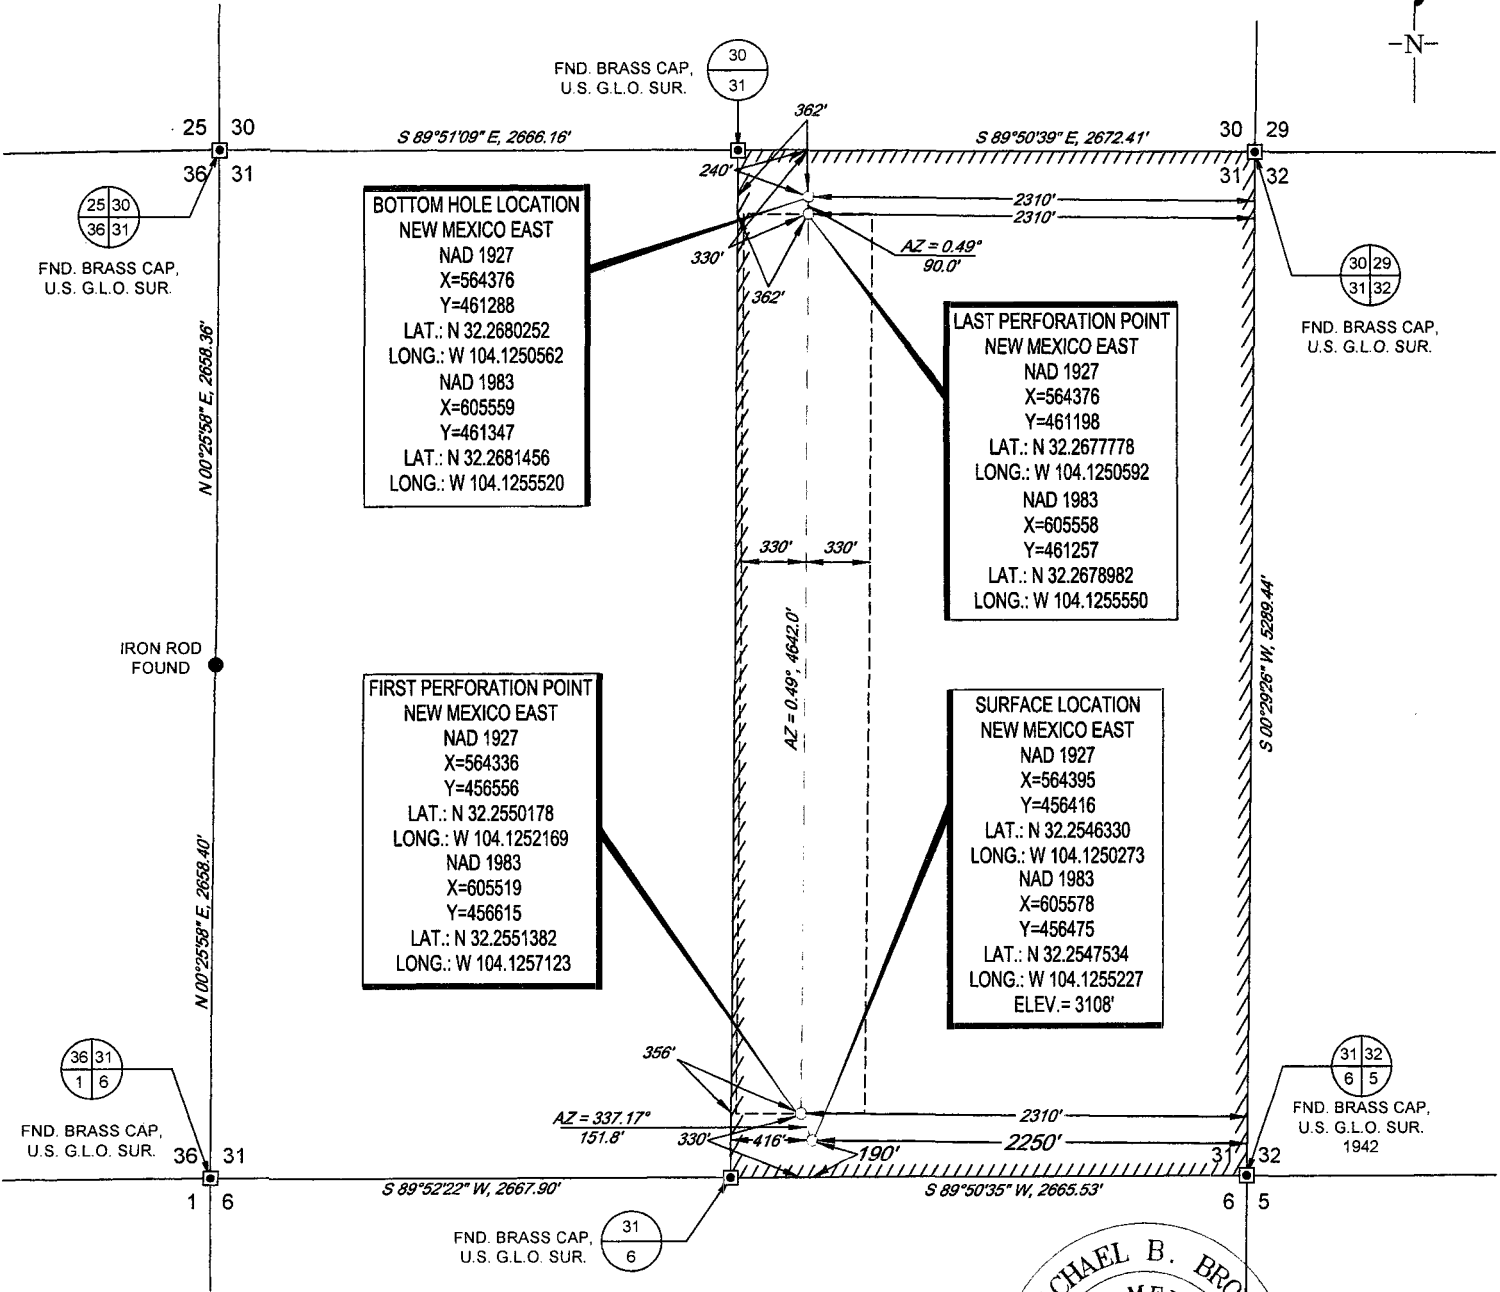 -N-
FND. BRASS CAP,
U.S. G.L.O. SUR.
30
31
25 30
S 89°51'09" E, 2666.16'
362'
S 89°50'39" E, 2672.41'
30 29
36 31
31 32
240'
2310'
2310'
330'
362'
AZ = 0.49°
90.0'
25 30
36 31
FND. BRASS CAP,
U.S. G.L.O. SUR.
30 29
31 32
FND. BRASS CAP,
U.S. G.L.O. SUR.
BOTTOM HOLE LOCATION
NEW MEXICO EAST
NAD 1927
X=564376
Y=461288
LAT.: N 32.2680252
LONG.: W 104.1250562
NAD 1983
X=605559
Y=461347
LAT.: N 32.2681456
LONG.: W 104.1255520
LAST PERFORATION POINT
NEW MEXICO EAST
NAD 1927
X=564376
Y=461198
LAT.: N 32.2677778
LONG.: W 104.1250592
NAD 1983
X=605558
Y=461257
LAT.: N 32.2678982
LONG.: W 104.1255550
N 00°25'58" E, 2658.36'
330' 330'
AZ = 0.49°, 4642.0'
S 00°29'26" W, 5289.44'
IRON ROD
FOUND
FIRST PERFORATION POINT
NEW MEXICO EAST
NAD 1927
X=564336
Y=456556
LAT.: N 32.2550178
LONG.: W 104.1252169
NAD 1983
X=605519
Y=456615
LAT.: N 32.2551382
LONG.: W 104.1257123
SURFACE LOCATION
NEW MEXICO EAST
NAD 1927
X=564395
Y=456416
LAT.: N 32.2546330
LONG.: W 104.1250273
NAD 1983
X=605578
Y=456475
LAT.: N 32.2547534
LONG.: W 104.1255227
ELEV.= 3108'
N 00°25'58" E, 2658.40'
36 31
1 6
FND. BRASS CAP,
U.S. G.L.O. SUR.
356'
AZ = 337.17°
151.8'
330'
416'
190'
2310'
2250'
31 32
6 5
FND. BRASS CAP,
U.S. G.L.O. SUR.
1942
36 31
31 32
1 6
S 89°52'22" W, 2667.90'
S 89°50'35" W, 2665.53'
6 5
FND. BRASS CAP,
U.S. G.L.O. SUR.
31
6
CHAEL B. BRO
MEX